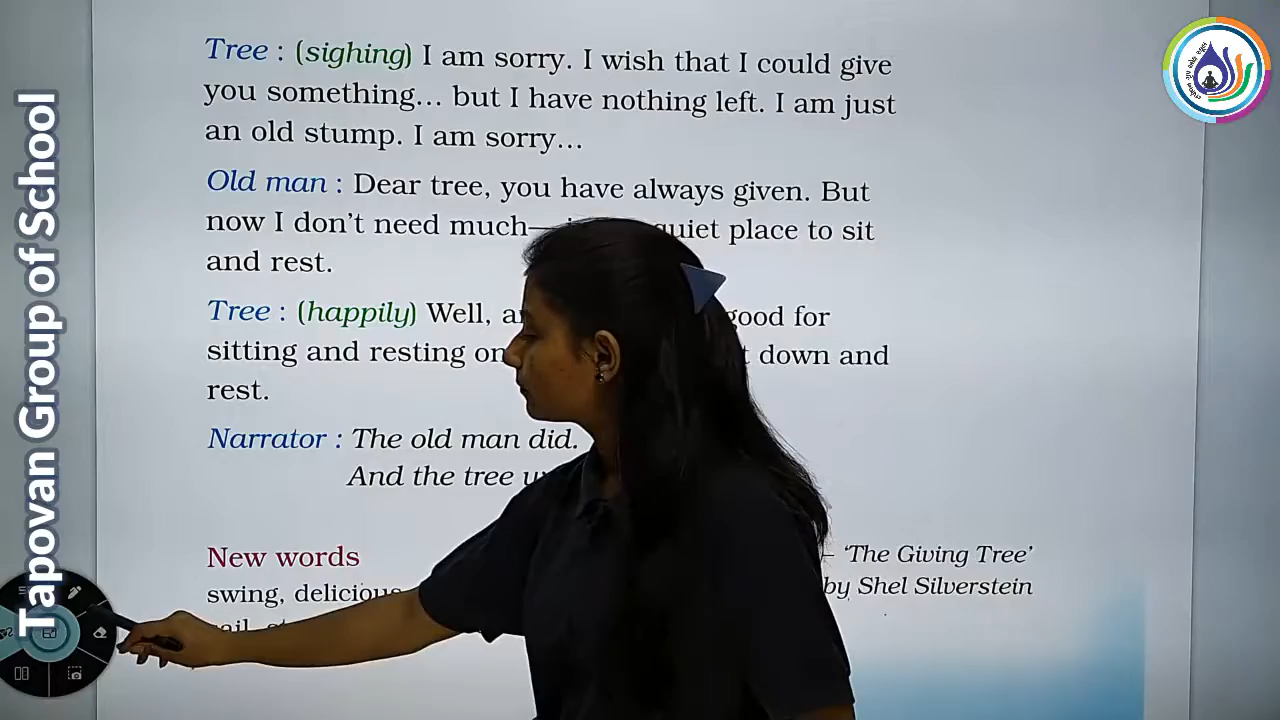 Tree : (sighing) I am sorry. I wish that I could give
you something... but I have nothing left. I am just
an old stump. I am sorry...
Old man : Dear tree, you have always given. But
now I don't need much— quiet place to sit
and rest.
Tree : (happily) Well, good for
sitting and resting on down and
rest.
Narrator : The old man did.
And the tree
New words
swing, delicious
— 'The Giving Tree'
by Shel Silverstein
Tapovan Group of School